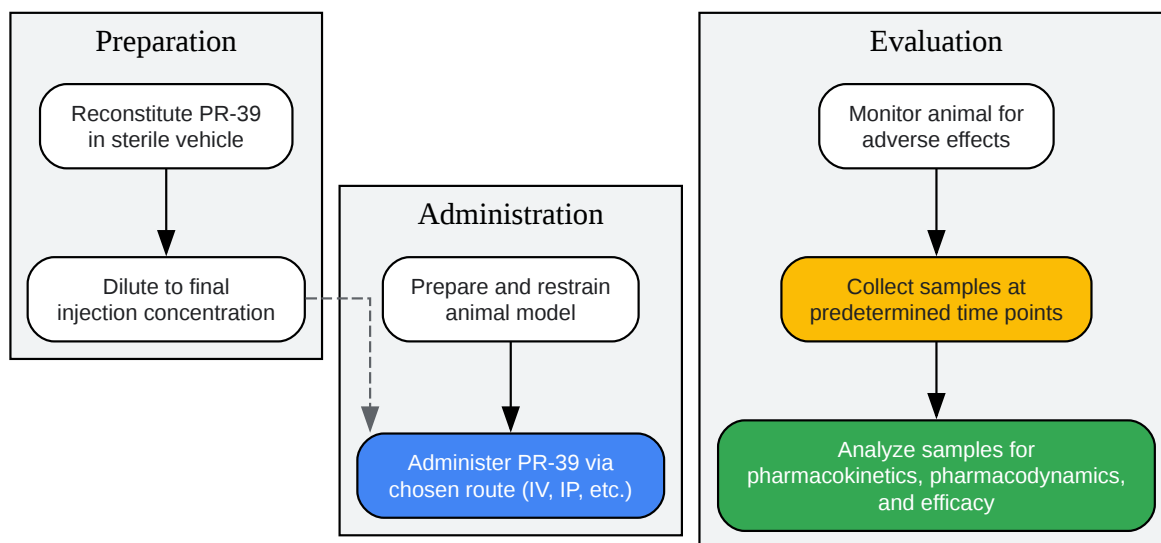 Preparation
Reconstitute PR-39
in sterile vehicle
Dilute to final
injection concentration
Administration
Prepare and restrain
animal model
Administer PR-39 via
chosen route (IV, IP, etc.)
Evaluation
Monitor animal for
adverse effects
Collect samples at
predetermined time points
Analyze samples for
pharmacokinetics, pharmacodynamics,
and efficacy